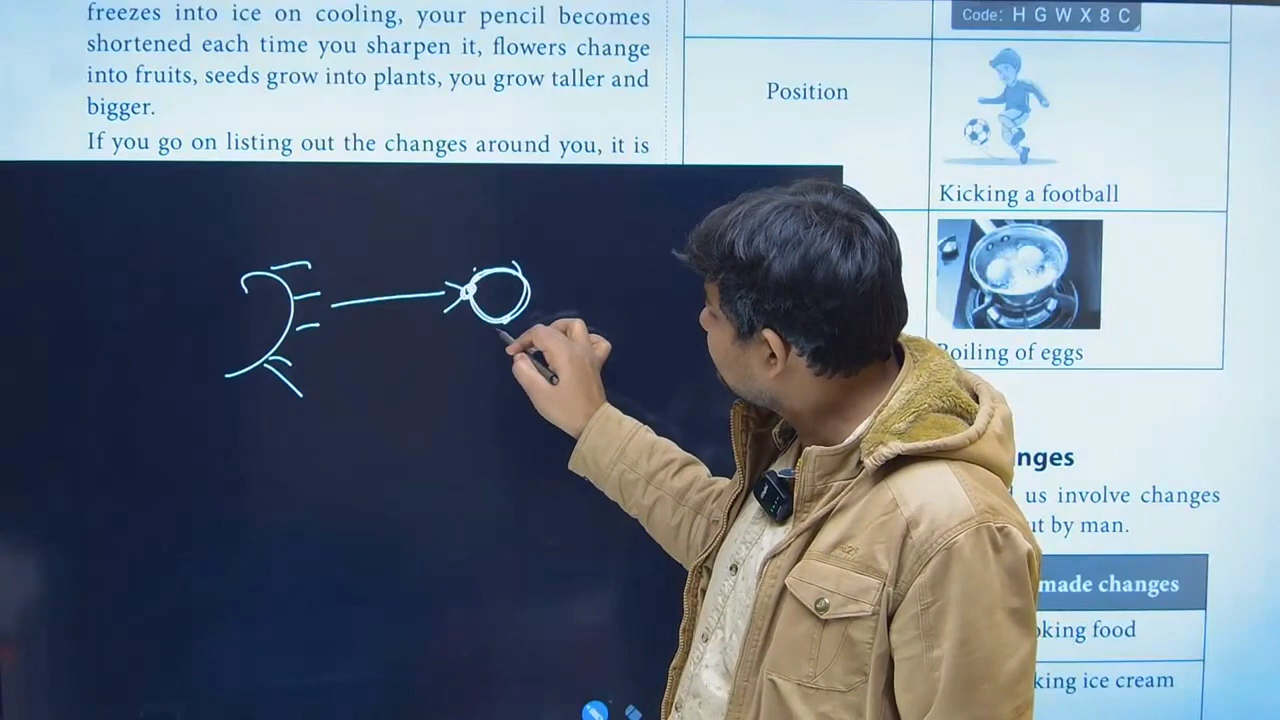 freezes into ice on cooling, your pencil becomes
shortened each time you sharpen it, flowers change
into fruits, seeds grow into plants, you grow taller and
bigger.
If you go on listing out the changes around you, it is
Code: H G W X 8 C
Position
Kicking a football
Boiling of eggs
nges
us involve changes
ut by man.
made changes
oking food
king ice cream